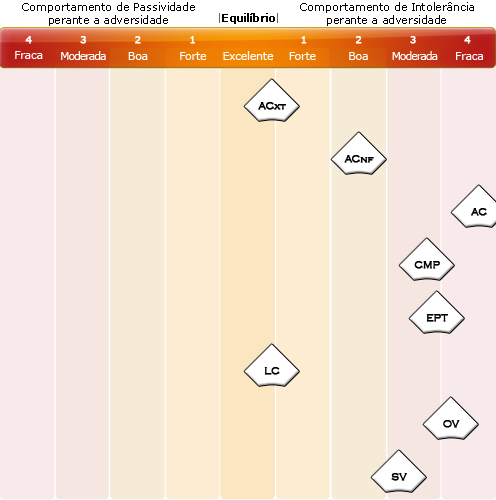 Comportamento de Passividade
perante a adversidade
|Equilíbrio|
Comportamento de Intolerância
perante a adversidade
4 3 2 1 1 2 3 4
Fraca Moderada Boa Forte Excelente Forte Boa Moderada Fraca
ACXT
ACNF
AC
CMP
EPT
LC
OV
SV